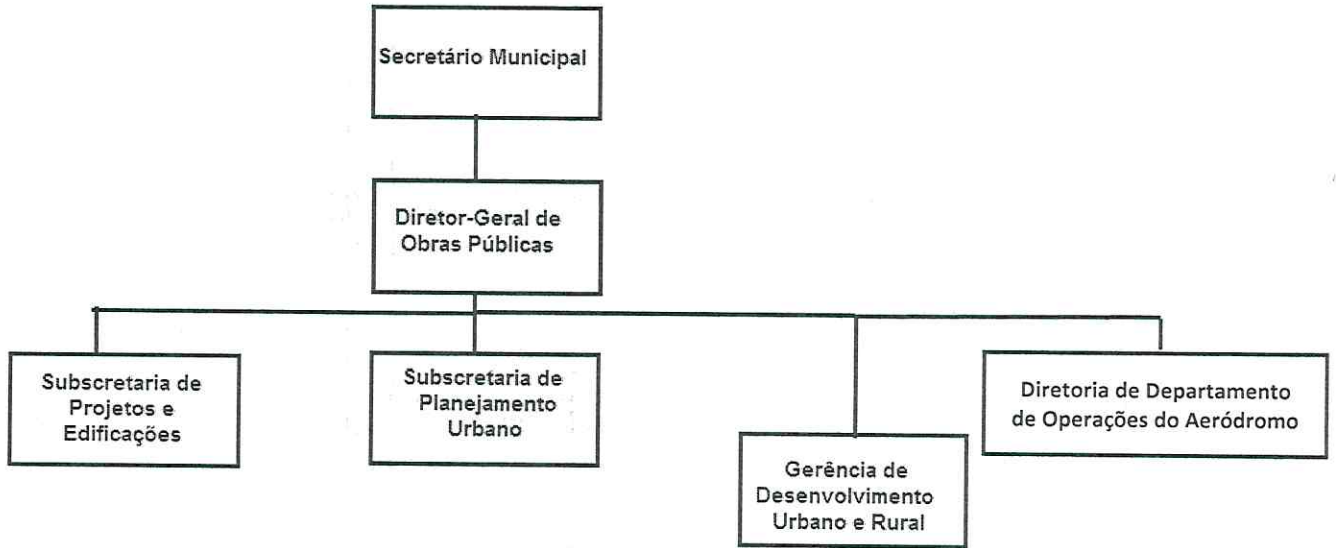 Secretário Municipal
Diretor-Geral de
Obras Públicas
Subscretaria de
Projetos e
Edificações
Subscretaria de
Planejamento
Urbano
Gerência de
Desenvolvimento
Urbano e Rural
Diretoria de Departamento
de Operações do Aeródromo